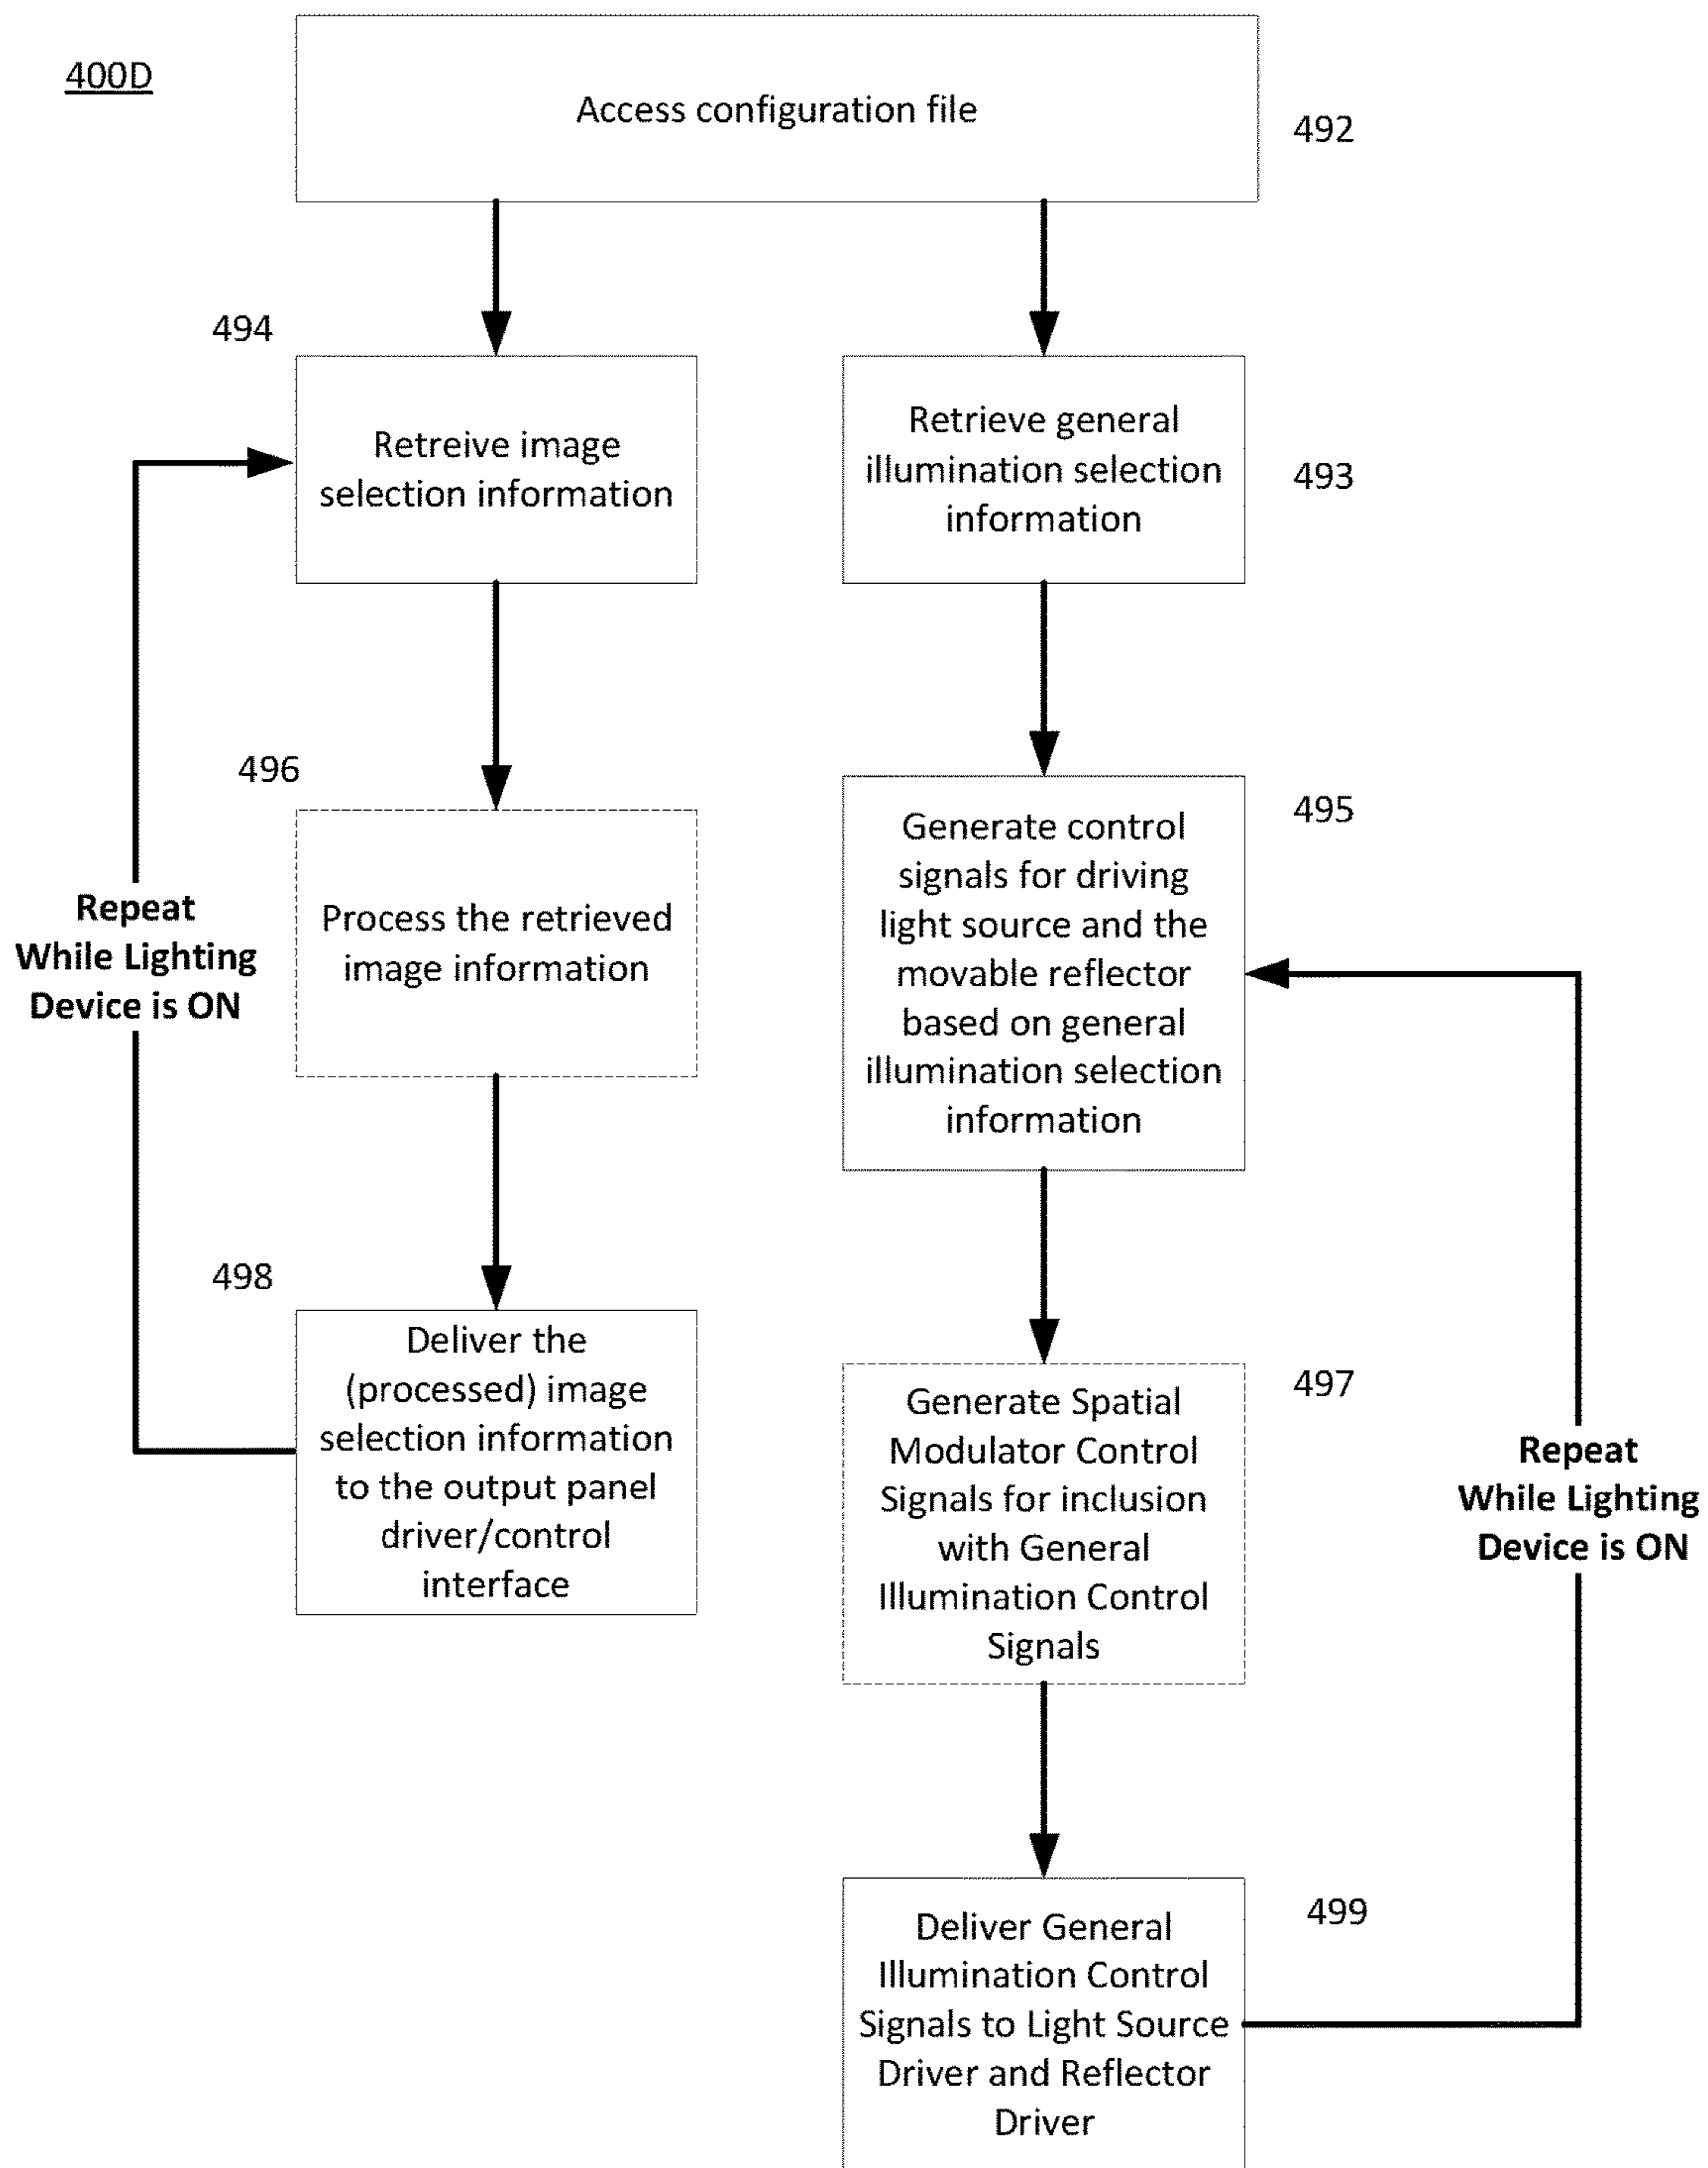 400D
Access configuration file
492
494
Retreive image
selection information
Retrieve general
illumination selection
information
493
496
Process the retrieved
image information
Repeat
While Lighting
Device is ON
Generate control
signals for driving
light source and the
movable reflector
based on general
illumination selection
information
495
498
Deliver the
(processed) image
selection information
to the output panel
driver/control
interface
Generate Spatial
Modulator Control
Signals for inclusion
with General
Illumination Control
Signals
497
Repeat
While Lighting
Device is ON
Deliver General
Illumination Control
Signals to Light Source
Driver and Reflector
Driver
499